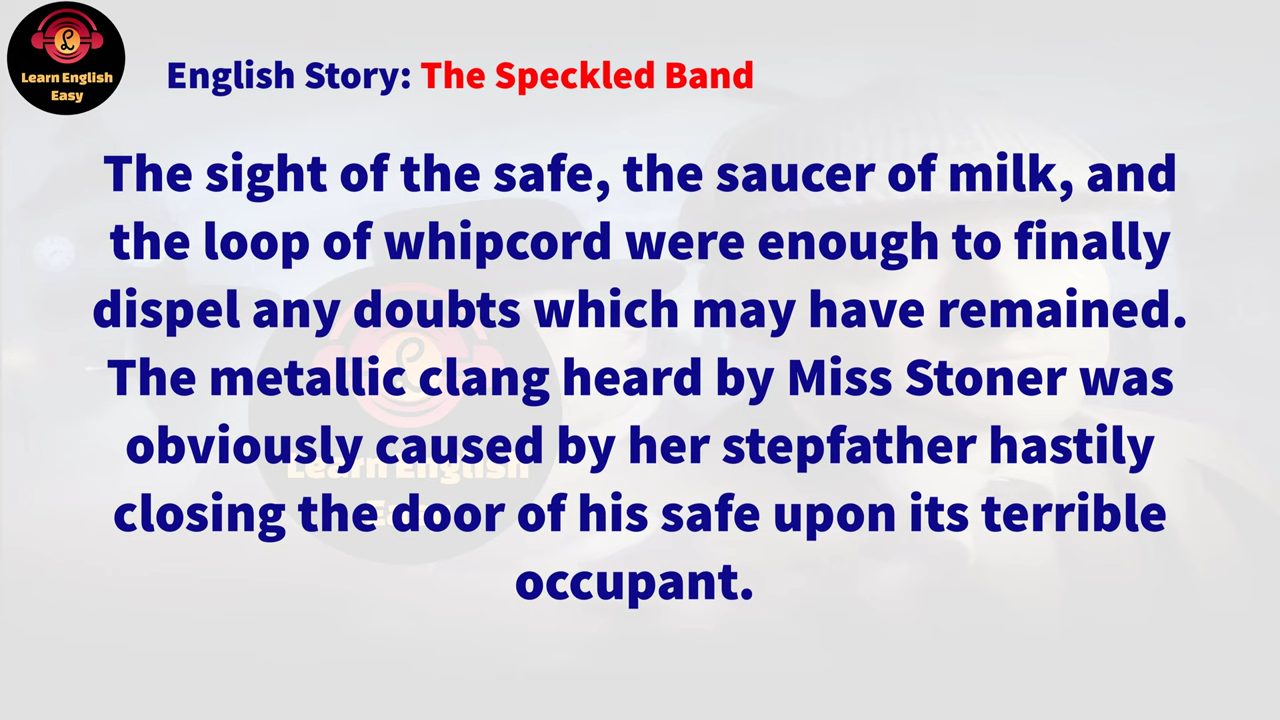 Learn English
Easy
English Story: The Speckled Band
The sight of the safe, the saucer of milk, and
the loop of whipcord were enough to finally
dispel any doubts which may have remained.
The metallic clang heard by Miss Stoner was
obviously caused by her stepfather hastily
closing the door of his safe upon its terrible
occupant.
Learn English
Easy